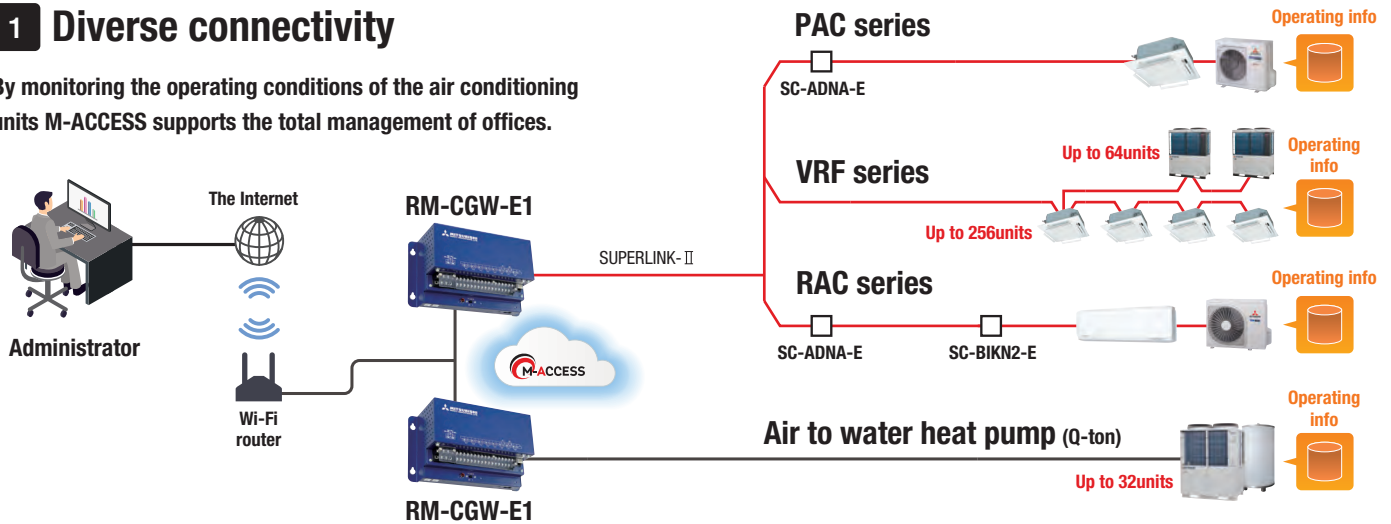 1 Diverse connectivity
By monitoring the operating conditions of the air conditioning
units M-ACCESS supports the total management of offices.
Administrator
The Internet
Wi-Fi
router
RM-CGW-E1
MITSUBISHI
SUPERLINK-Ⅱ
M-ACCESS
MITSUBISHI
RM-CGW-E1
PAC series
SC-ADNA-E
Operating info
VRF series
Up to 64units
Up to 256units
Operating
info
RAC series
SC-ADNA-E
SC-BIKN2-E
Operating info
Air to water heat pump (Q-ton)
Up to 32units
Operating
info